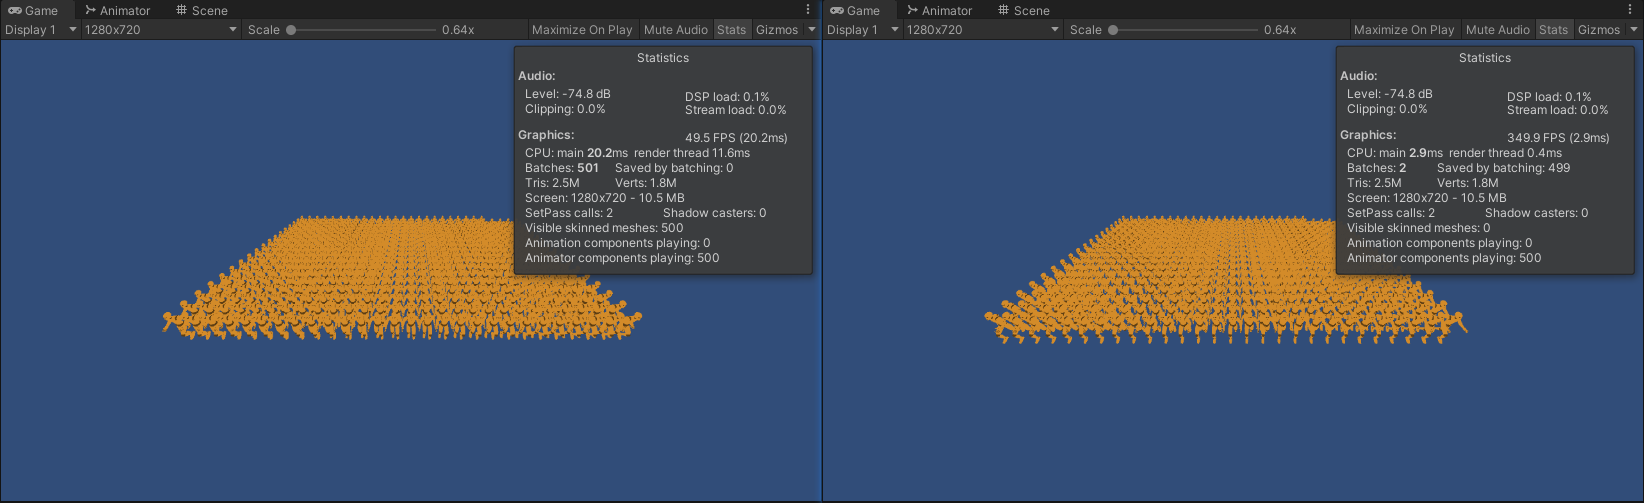 Game Animator Scene
Display 1 1280x720 Scale 0.64x Maximize On Play Mute Audio Stats Gizmos
Statistics
Audio:
Level: -74.8 dB DSP load: 0.1%
Clipping: 0.0% Stream load: 0.0%
Graphics: 49.5 FPS (20.2ms)
CPU: main 20.2ms render thread 11.6ms
Batches: 501 Saved by batching: 0
Tris: 2.5M Verts: 1.8M
Screen: 1280x720 - 10.5 MB
SetPass calls: 2 Shadow casters: 0
Visible skinned meshes: 500
Animation components playing: 0
Animator components playing: 500
Game Animator Scene
Display 1 1280x720 Scale 0.64x Maximize On Play Mute Audio Stats Gizmos
Statistics
Audio:
Level: -74.8 dB DSP load: 0.1%
Clipping: 0.0% Stream load: 0.0%
Graphics: 349.9 FPS (2.9ms)
CPU: main 2.9ms render thread 0.4ms
Batches: 2 Saved by batching: 499
Tris: 2.5M Verts: 1.8M
Screen: 1280x720 - 10.5 MB
SetPass calls: 2 Shadow casters: 0
Visible skinned meshes: 0
Animation components playing: 0
Animator components playing: 500